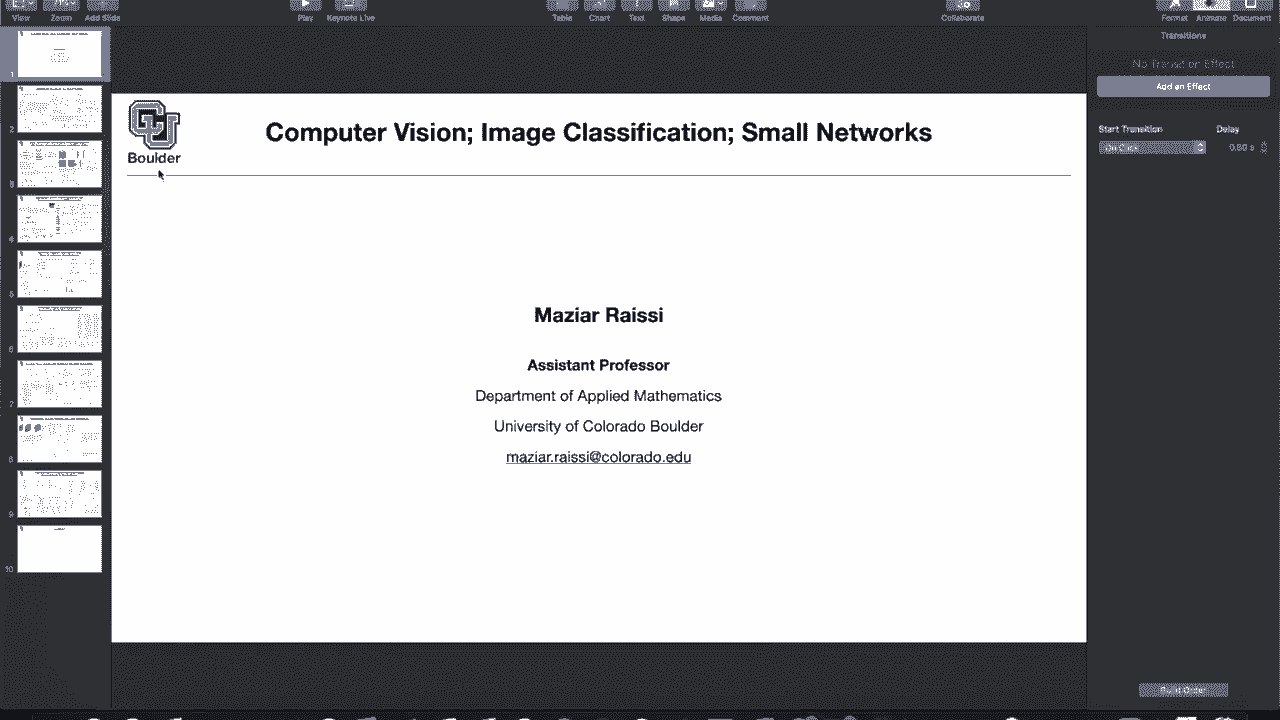 View Zoom Add Slide Play Keynote Live Table Chart Text Shape Media Comment Collaborate Format Animate Document
Transitions
No Transition Effect
Add an Effect
Start Transition Delay
0.80 s
Build Order
1
2
3
4
5
6
7
8
9
10
Boulder
Computer Vision; Image Classification; Small Networks
Maziar Raissi
Assistant Professor
Department of Applied Mathematics
University of Colorado Boulder
maziar.raissi@colorado.edu